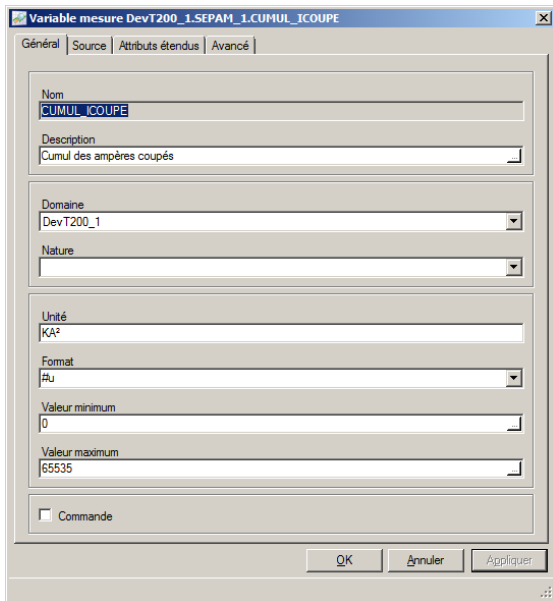 Variable mesure DevT200_1.SEPAM_1.CUMUL_ICOUPE
Général Source Attributs étendus Avancé
Nom
CUMUL_ICOUPE
Description
Cumul des ampères coupés
...
Domaine
DevT200_1
Nature
Unité
KA²
Format
#u
Valeur minimum
0
...
Valeur maximum
65535
...
Commande
OK Annuler Appliquer